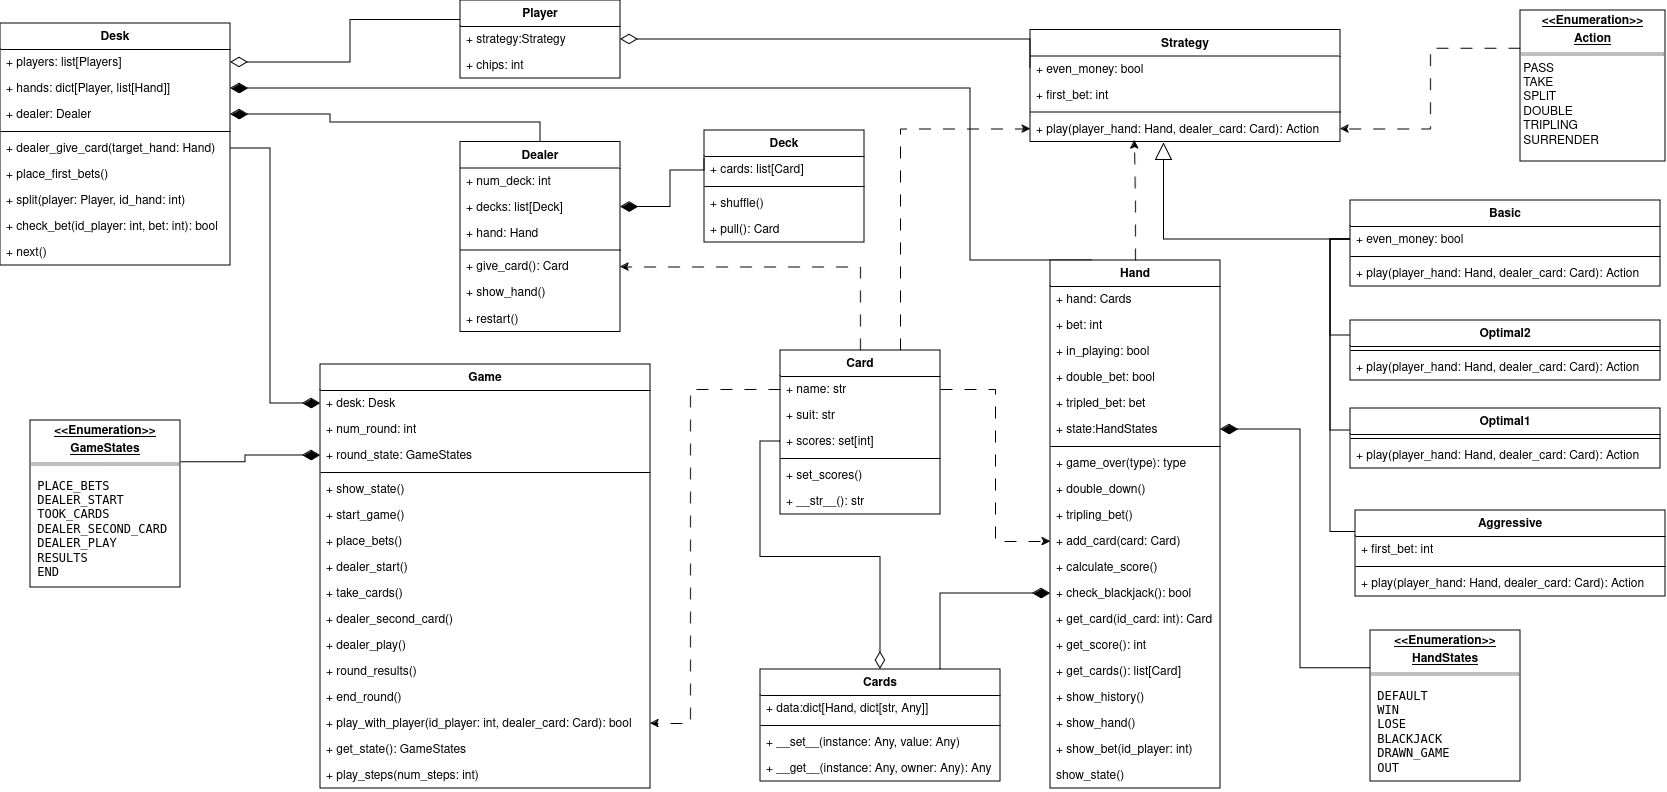 Desk
+ players: list[Players]
+ hands: dict[Player, list[Hand]]
+ dealer: Dealer
+ dealer_give_card(target_hand: Hand)
+ place_first_bets()
+ split(player: Player, id_hand: int)
+ check_bet(id_player: int, bet: int): bool
+ next()
Player
+ strategy:Strategy
+ chips: int
Strategy
+ even_money: bool
+ first_bet: int
+ play(player_hand: Hand, dealer_card: Card): Action
<<Enumeration>>
Action
PASS
TAKE
SPLIT
DOUBLE
TRIPLING
SURRENDER
Dealer
+ num_deck: int
+ decks: list[Deck]
+ hand: Hand
+ give_card(): Card
+ show_hand()
+ restart()
Deck
+ cards: list[Card]
+ shuffle()
+ pull(): Card
Basic
+ even_money: bool
+ play(player_hand: Hand, dealer_card: Card): Action
Optimal2
+ play(player_hand: Hand, dealer_card: Card): Action
Optimal1
+ play(player_hand: Hand, dealer_card: Card): Action
Aggressive
+ first_bet: int
+ play(player_hand: Hand, dealer_card: Card): Action
Hand
+ hand: Cards
+ bet: int
+ in_playing: bool
+ double_bet: bool
+ tripled_bet: bet
+ state:HandStates
+ game_over(type): type
+ double_down()
+ tripling_bet()
+ add_card(card: Card)
+ calculate_score()
+ check_blackjack(): bool
+ get_card(id_card: int): Card
+ get_score(): int
+ get_cards(): list[Card]
+ show_history()
+ show_hand()
+ show_bet(id_player: int)
show_state()
Card
+ name: str
+ suit: str
+ scores: set[int]
+ set_scores()
+ __str__(): str
Game
+ desk: Desk
+ num_round: int
+ round_state: GameStates
+ show_state()
+ start_game()
+ place_bets()
+ dealer_start()
+ take_cards()
+ dealer_second_card()
+ dealer_play()
+ round_results()
+ end_round()
+ play_with_player(id_player: int, dealer_card: Card): bool
+ get_state(): GameStates
+ play_steps(num_steps: int)
<<Enumeration>>
GameStates
PLACE_BETS
DEALER_START
TOOK_CARDS
DEALER_SECOND_CARD
DEALER_PLAY
RESULTS
END
Cards
+ data:dict[Hand, dict[str, Any]]
+ __set__(instance: Any, value: Any)
+ __get__(instance: Any, owner: Any): Any
<<Enumeration>>
HandStates
DEFAULT
WIN
LOSE
BLACKJACK
DRAWN_GAME
OUT